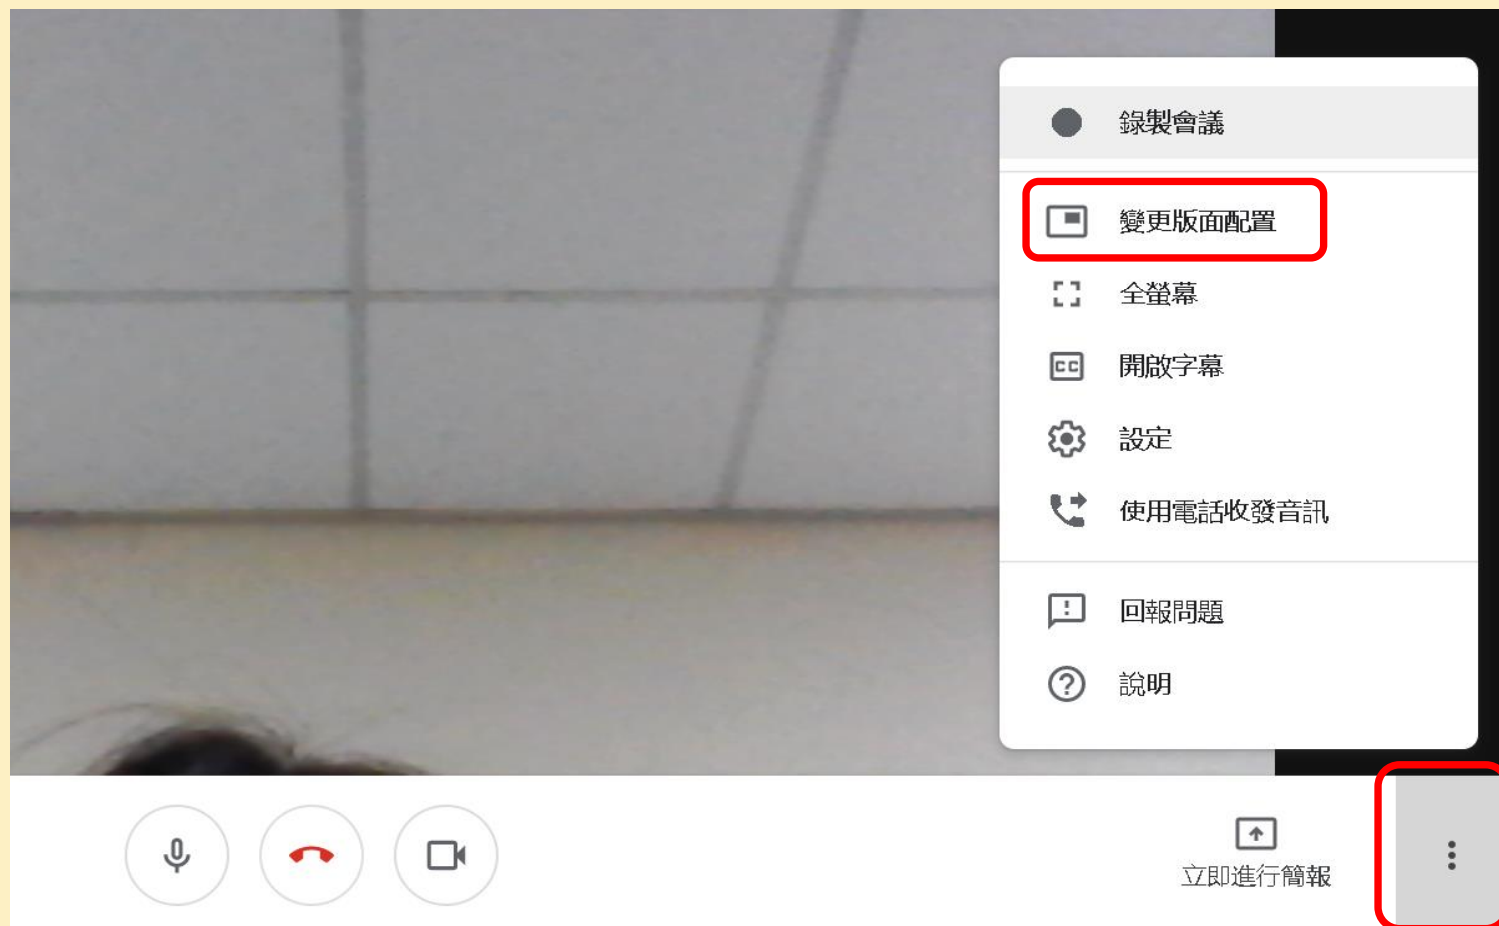 錄製會議
變更版面配置
全螢幕
CC 開啟字幕
設定
使用電話收發音訊
回報問題
說明
立即進行簡報